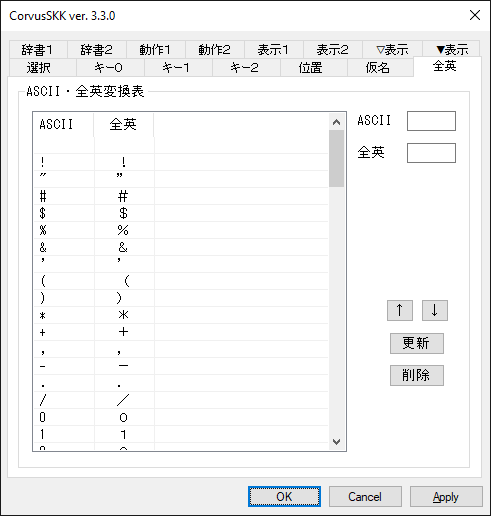 CorvusSKK ver. 3.3.0
辞書1 辞書2 動作1 動作2 表示1 表示2 ▽表示 ▼表示
選択 キー0 キー1 キー2 位置 仮名 全英
ASCII・全英変換表
ASCII 全英
! !
" ”
# #
$ $
% %
& &
' ’
( (
) )
* *
+ +
, ,
- -
. .
/ /
0 0
1 1
ASCII
全英
↑ ↓
更新
削除
OK Cancel Apply